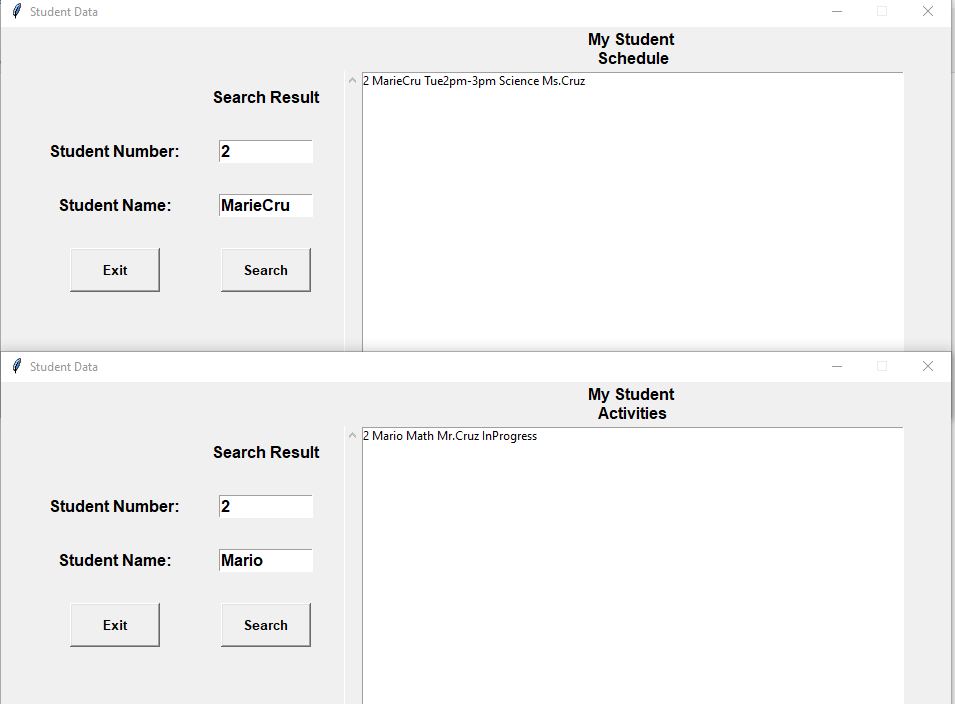 Student Data
My Student
Schedule
Search Result
2 MarieCru Tue2pm-3pm Science Ms.Cruz
Student Number: 2
Student Name: MarieCru
Exit Search
Student Data
My Student
Activities
Search Result
2 Mario Math Mr.Cruz InProgress
Student Number: 2
Student Name: Mario
Exit Search